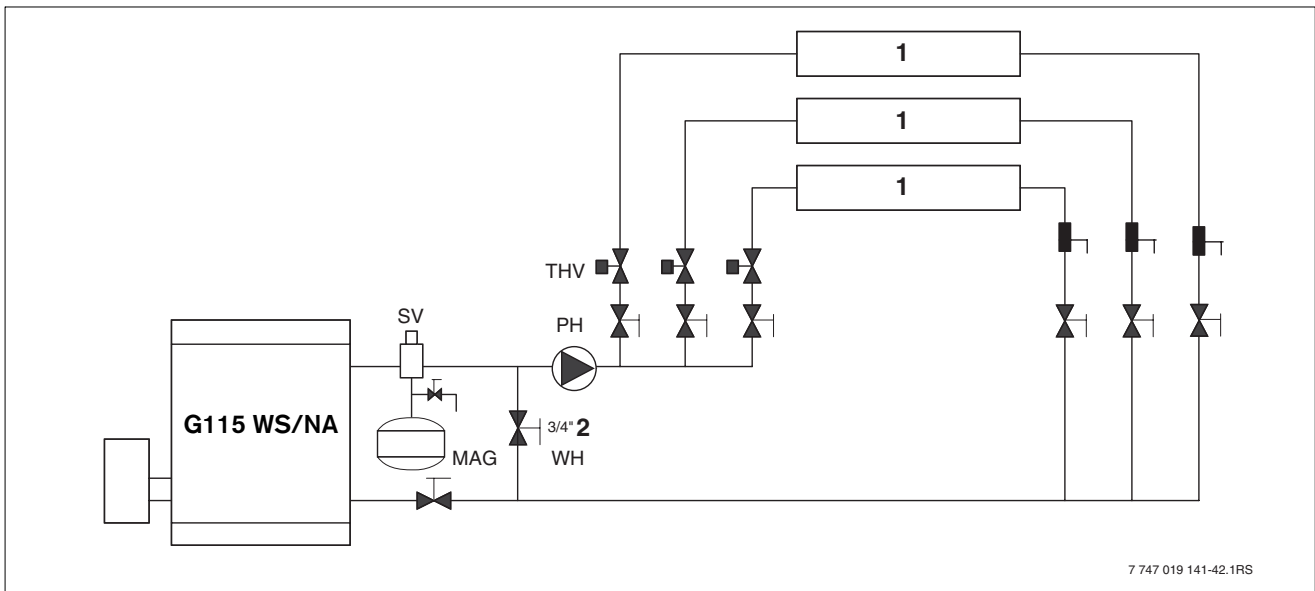 1
1
1
THV
SV
PH
G115 WS/NA
3/4" 2
MAG
WH
7 747 019 141-42.1RS